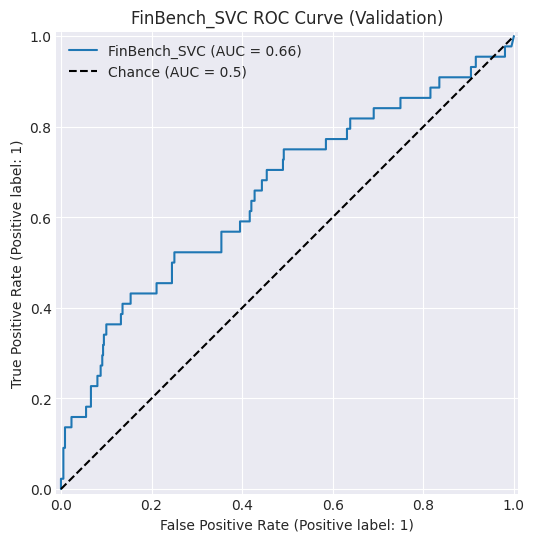 FinBench_SVC ROC Curve (Validation)
FinBench_SVC (AUC = 0.66)
Chance (AUC = 0.5)
True Positive Rate (Positive label: 1)
1.0
0.8
0.6
0.4
0.2
0.0
0.0 0.2 0.4 0.6 0.8 1.0
False Positive Rate (Positive label: 1)